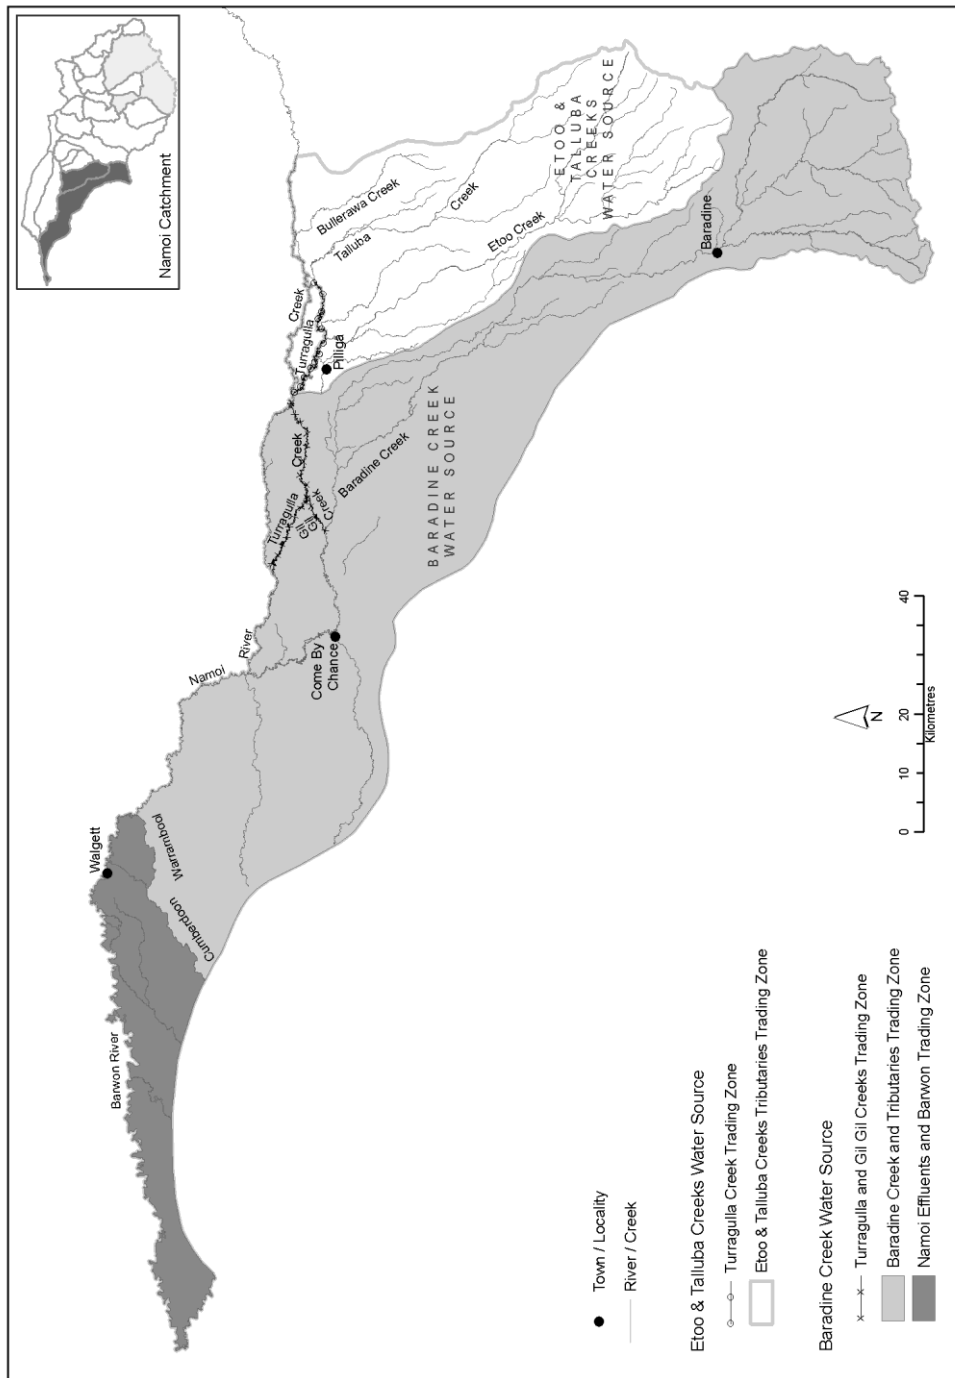 Namoi Catchment
Barwon River
Walgett
Cumberdoon
Warrambool
Namoi
River
Come By
Chance
Turragulla
Creek
Gil
Gil
Creek
Baradine Creek
BARADINE CREEK
WATER SOURCE
Turragulla
Creek
Pilliga
Bullerawa Creek
Talluba
Creek
Etoo Creek
ETOO &
TALLUBA
CREEKS
WATER SOURCE
Baradine
Town / Locality
River / Creek
Etoo & Talluba Creeks Water Source
Turragulla Creek Trading Zone
Etoo & Talluba Creeks Tributaries Trading Zone
Baradine Creek Water Source
Turragulla and Gil Gil Creeks Trading Zone
Baradine Creek and Tributaries Trading Zone
Namoi Effluents and Barwon Trading Zone
N
0 10 20 40
Kilometres